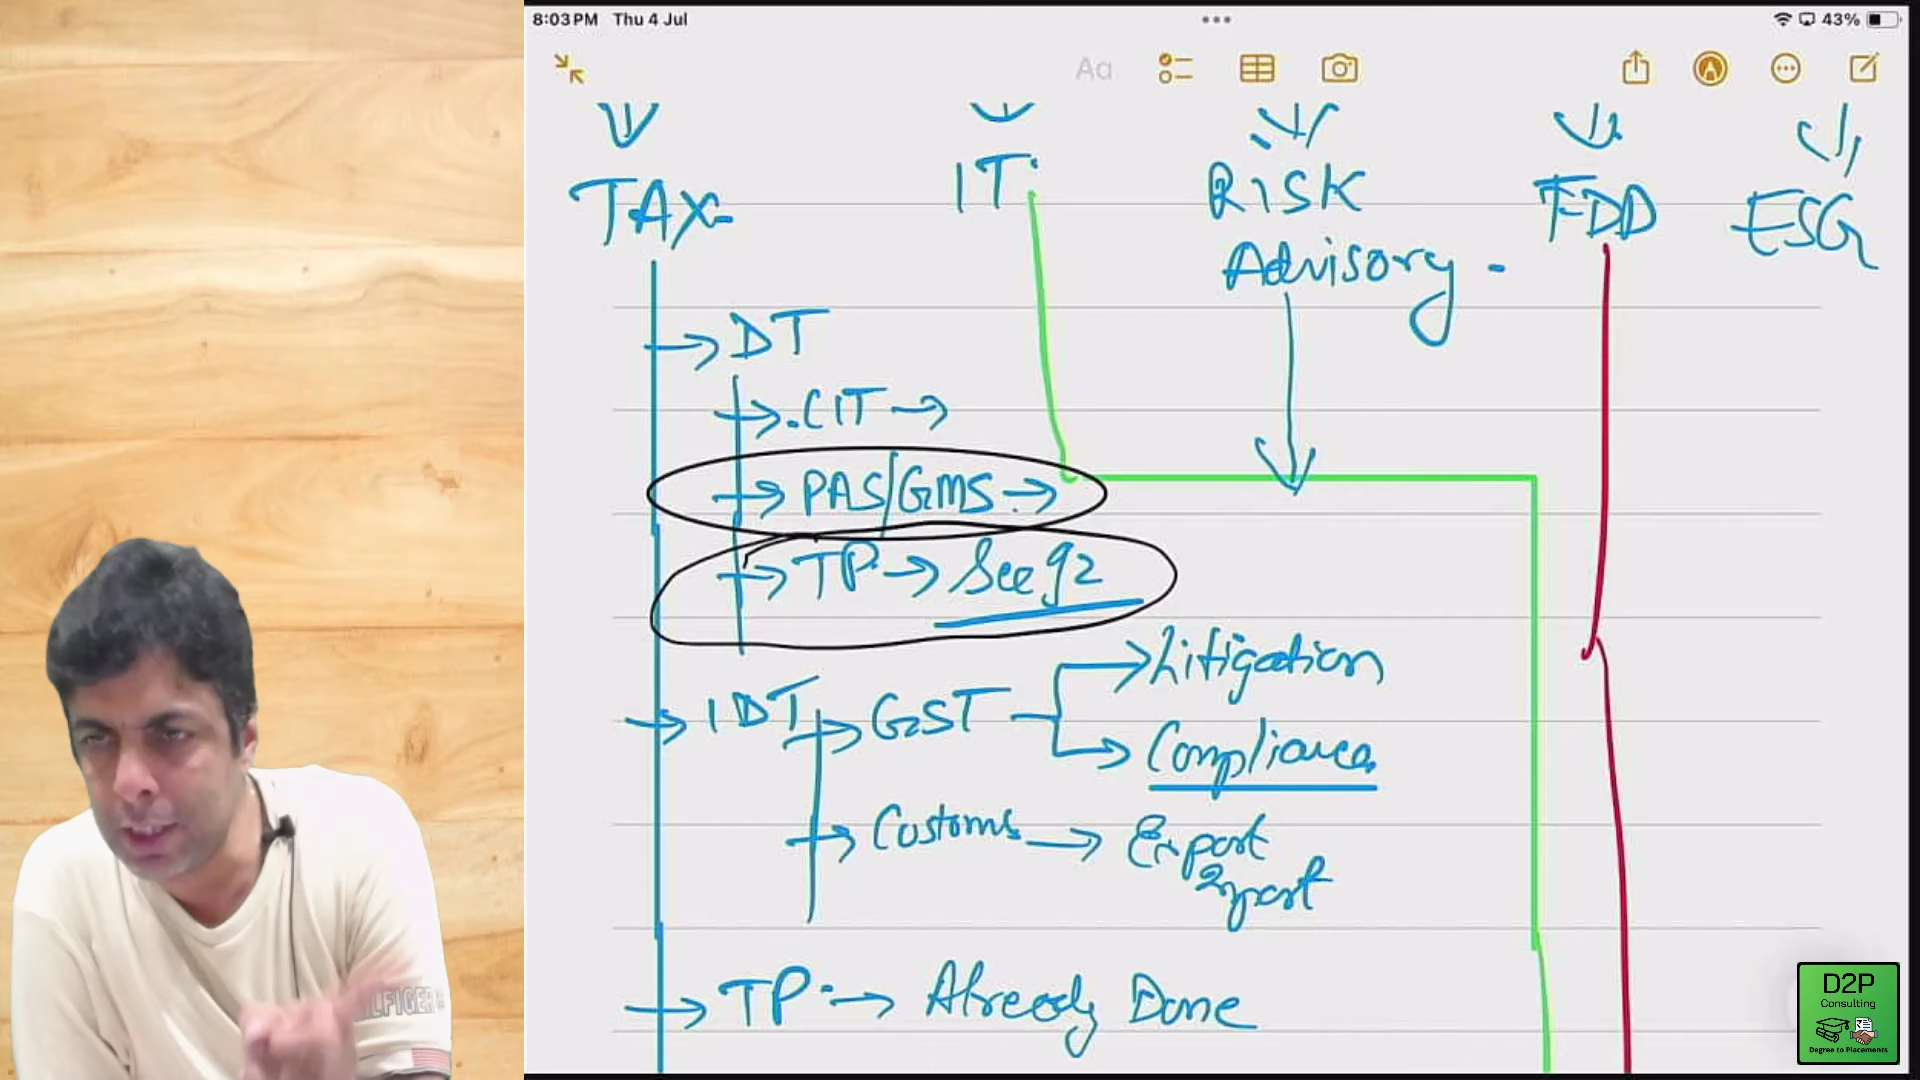 8:03 PM Thu 4 Jul
43%
Aa
TAX
IT
RISK
Advisory
FDD
ESG
→ DT
→ CIT →
→ PAS/GMS →
→ TP → Sec 92
→ IDT → GST
→ Litigation
→ Compliance
→ Customs → Export
Import
→ TP → Already Done
HILFIGER
D2P
Consulting
Degree to Placements